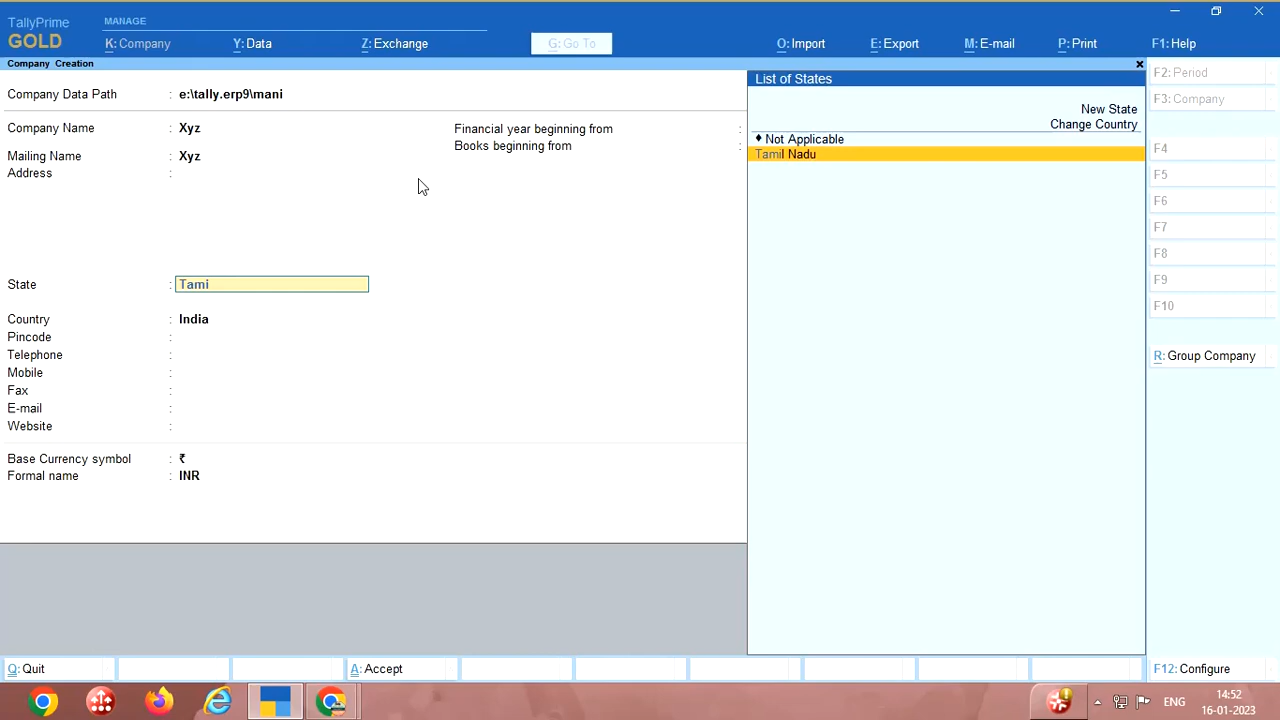 TallyPrime
GOLD
MANAGE
K: Company
Y: Data
Z: Exchange
G: Go To
O: Import
E: Export
M: E-mail
P: Print
F1: Help
Company Creation
Company Data Path : e:\tally.erp9\mani
Company Name : Xyz
Mailing Name : Xyz
Address :
State : Tami
Country : India
Pincode :
Telephone :
Mobile :
Fax :
E-mail :
Website :
Base Currency symbol : ₹
Formal name : INR
Financial year beginning from :
Books beginning from :
List of States
New State
Change Country
♦ Not Applicable
Tamil Nadu
F2: Period
F3: Company
F4
F5
F6
F7
F8
F9
F10
R: Group Company
Q: Quit
A: Accept
F12: Configure
ENG
14:52
16-01-2023